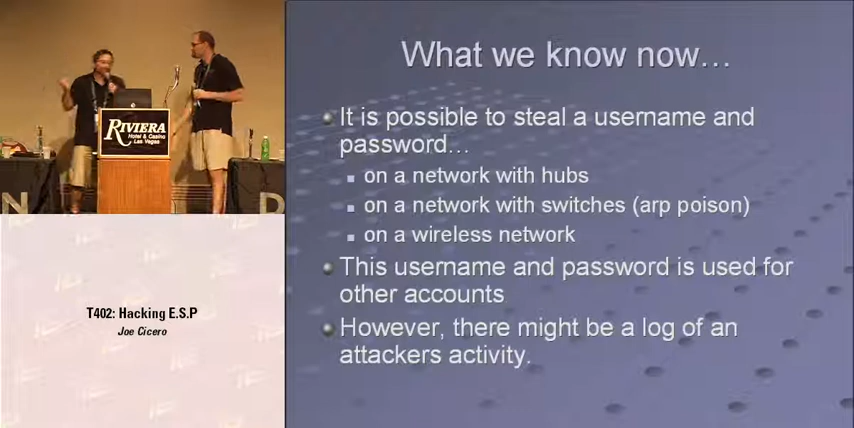 RIVIERA
Hotel & Casino
Las Vegas
N
D
T402: Hacking E.S.P
Joe Cicero
What we know now…
It is possible to steal a username and
password…
on a network with hubs
on a network with switches (arp poison)
on a wireless network
This username and password is used for
other accounts
However, there might be a log of an
attackers activity.